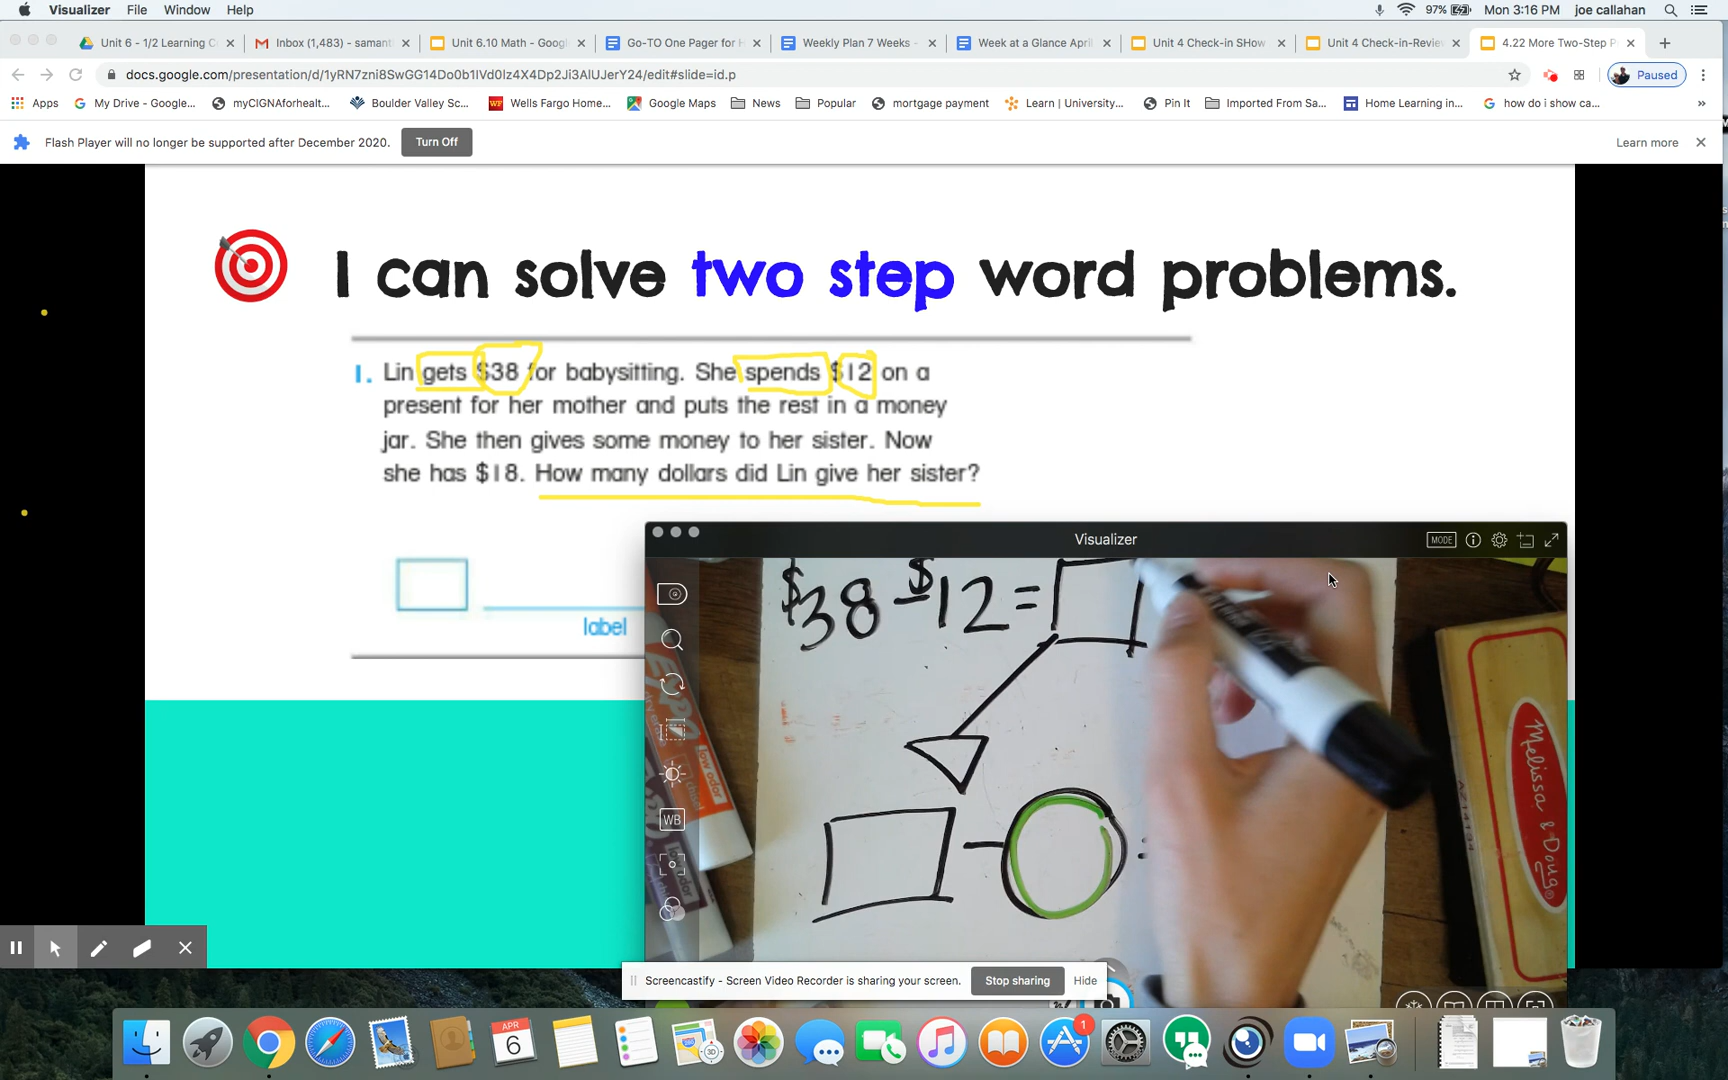 Visualizer File Window Help 97% Mon 3:16 PM joe callahan
Unit 6 - 1/2 Learning C Inbox (1,483) - samant Unit 6.10 Math - Googl Go-TO One Pager for H Weekly Plan 7 Weeks - Week at a Glance April Unit 4 Check-in SHow Unit 4 Check-in-Revie 4.22 More Two-Step P
docs.google.com/presentation/d/1yRN7zni8SwGG14Do0b1lVd0Iz4X4Dp2Ji3AlUJerY24/edit#slide=id.p Paused
Apps My Drive - Google... myCIGNAforhealt... Boulder Valley Sc... Wells Fargo Home... Google Maps News Popular mortgage payment Learn | University... Pin It Imported From Sa... Home Learning in... how do i show ca...
Flash Player will no longer be supported after December 2020. Turn Off Learn more
I can solve two step word problems.
1. Lin gets $38 for babysitting. She spends $12 on a
present for her mother and puts the rest in a money
jar. She then gives some money to her sister. Now
she has $18. How many dollars did Lin give her sister?
label
Visualizer MODE
$38 - $12 =
-
WB
Expo
low odor
chisel
Melissa & Doug
Screencastify - Screen Video Recorder is sharing your screen. Stop sharing Hide
APR
6
1